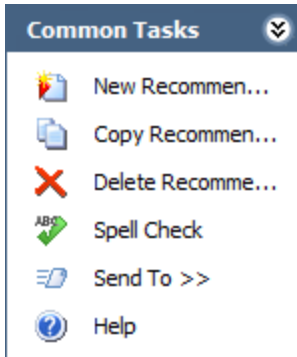 Common Tasks
New Recommen...
Copy Recommen...
Delete Recomme...
ABC
Spell Check
Send To >>
Help